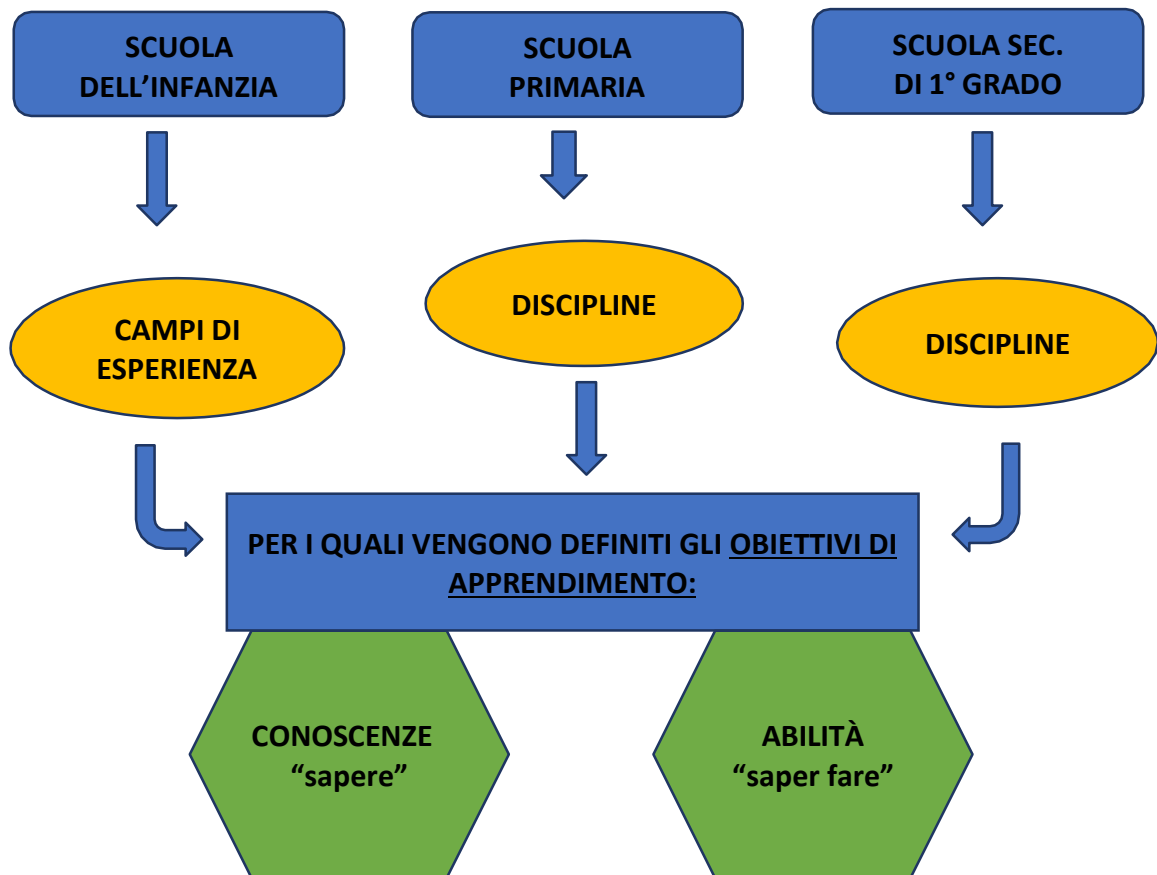 SCUOLA
DELL’INFANZIA
SCUOLA
PRIMARIA
SCUOLA SEC.
DI 1° GRADO
CAMPI DI
ESPERIENZA
DISCIPLINE
DISCIPLINE
PER I QUALI VENGONO DEFINITI GLI OBIETTIVI DI
APPRENDIMENTO:
CONOSCENZE
“sapere”
ABILITÀ
“saper fare”